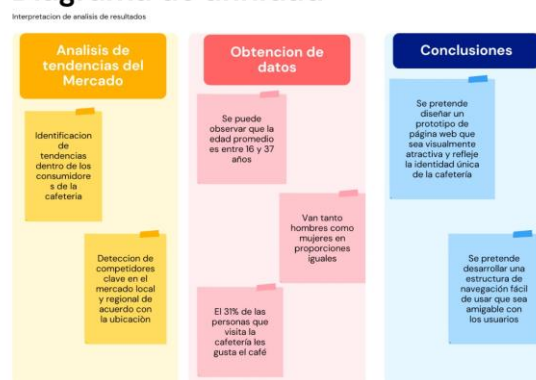 Interpretacion de analisis de resultados
Analisis de
tendencias del
Mercado
Identificacion
de
tendencias
dentro de los
consumidore
s de la
cafeteria
Deteccion de
competidores
clave en el
mercado local
y regional de
acuerdo con
la ubicaciòn
Obtencion de
datos
Se puede
observar que la
edad promedio
es entre 16 y 37
años
Van tanto
hombres como
mujeres en
proporciones
iguales
El 31% de las
personas que
visita la
cafetería les
gusta el café
Conclusiones
Se pretende
diseñar un
prototipo de
página web que
sea visualmente
atractiva y refleje
la identidad única
de la cafetería
Se pretende
desarrollar una
estructura de
navegación fácil
de usar que sea
amigable con
los usuarios